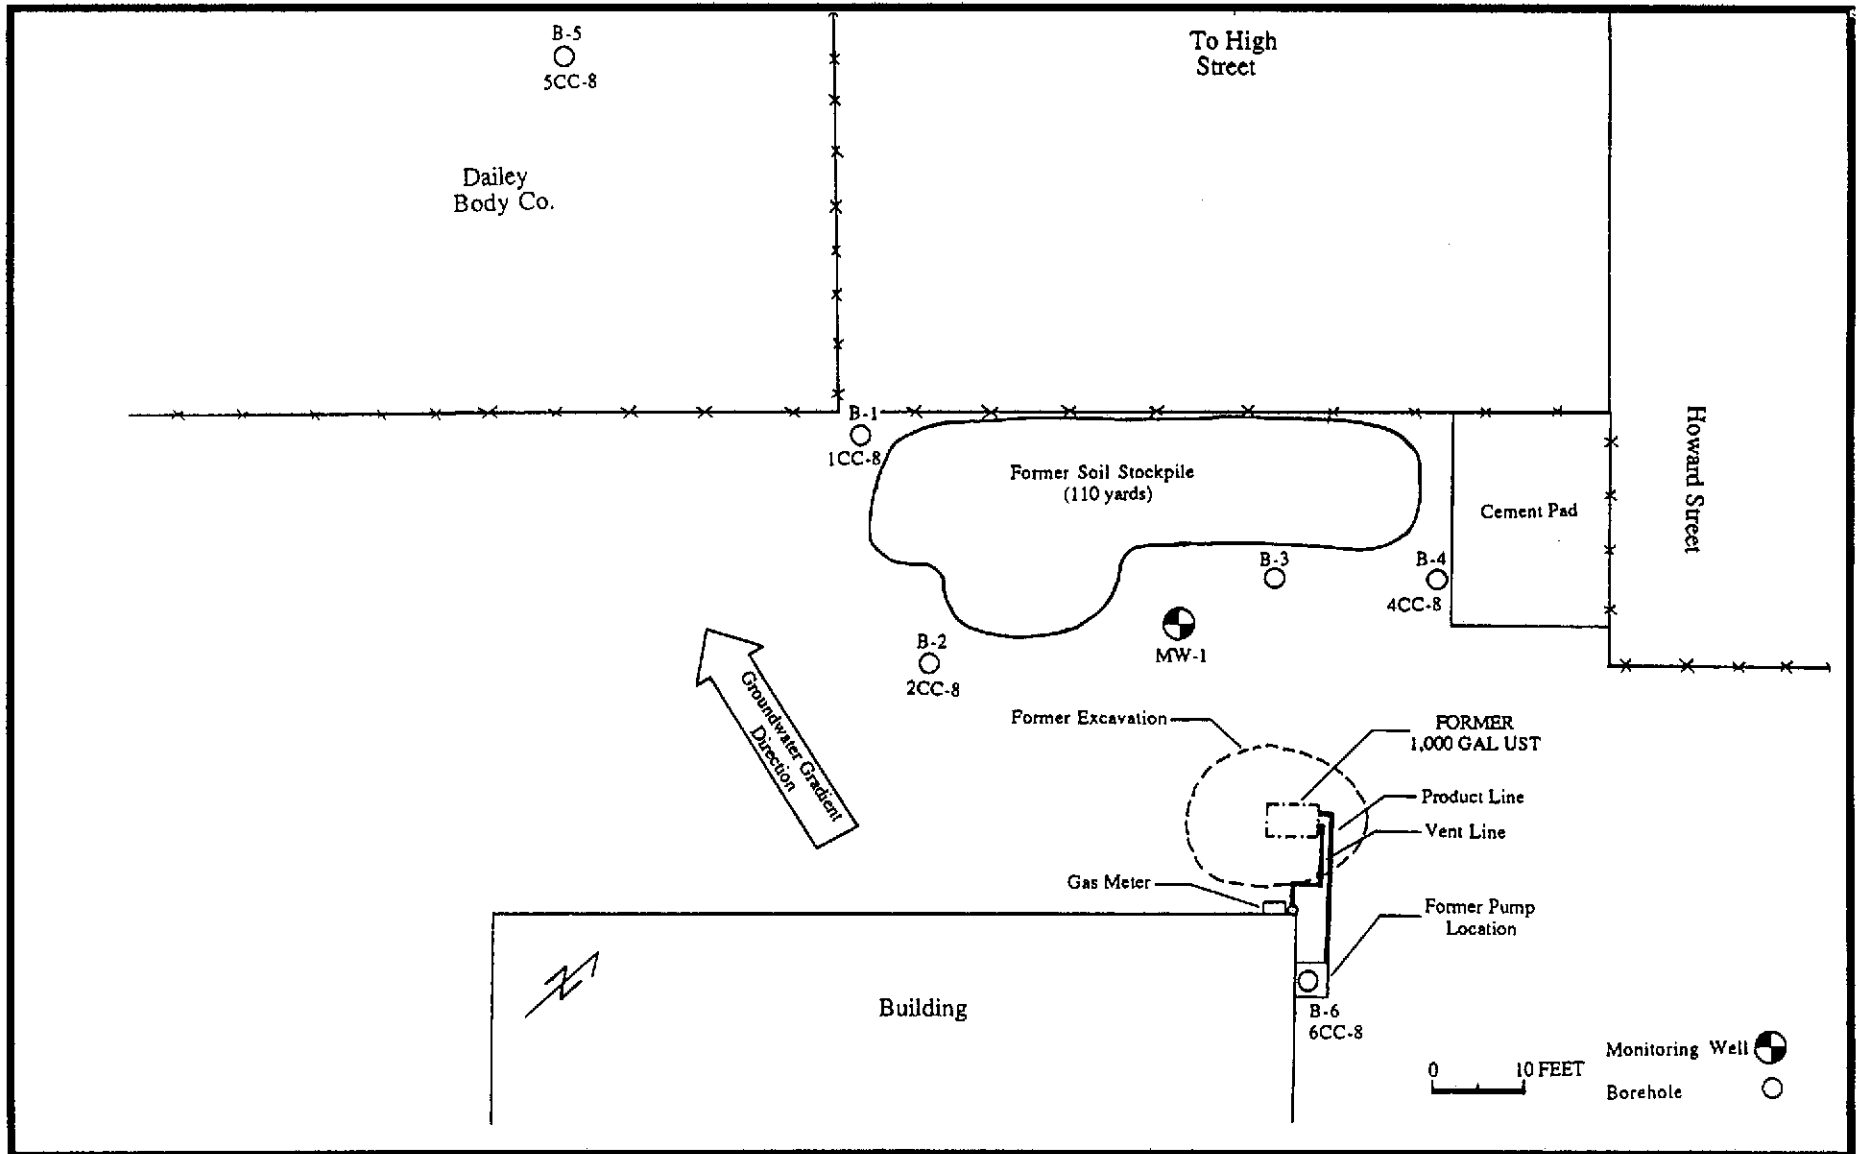 B-5
5CC-8
To High
Street
Dailey
Body Co.
B-1
1CC-8
Former Soil Stockpile
(110 yards)
Cement Pad
Howard Street
B-3
B-4
4CC-8
MW-1
B-2
2CC-8
Groundwater Gradient
Direction
Former Excavation
FORMER
1,000 GAL UST
Product Line
Vent Line
Gas Meter
Former Pump
Location
N
Building
B-6
6CC-8
0 10 FEET
Monitoring Well
Borehole